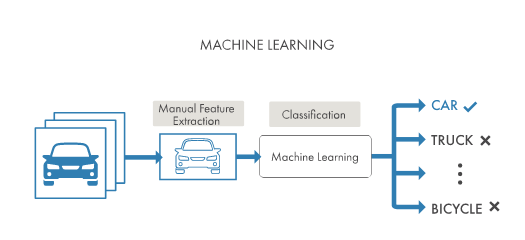 MACHINE LEARNING
Manual Feature
Extraction
Classification
Machine Learning
CAR
TRUCK
BICYCLE